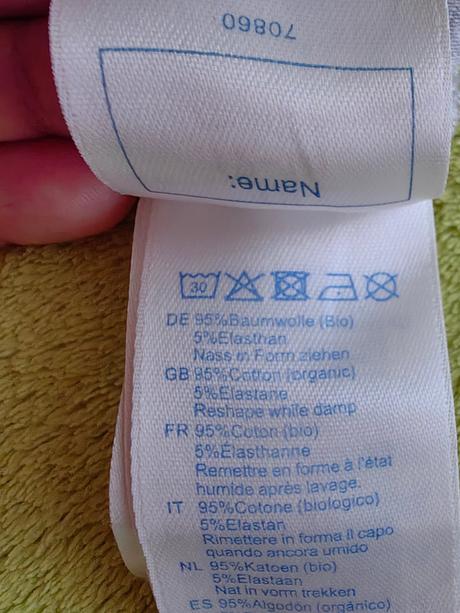 70860
Name:
30
DE 95%Baumwolle (Bio)
5%Elasthan
Nass in Form ziehen
GB 95%Cotton (organic)
5%Elastane
Reshape while damp
FR 95%Coton (bio)
5%Élasthanne
Remettre en forme à l'état
humide après lavage.
IT 95%Cotone (biologico)
5%Elastan
Rimettere in forma il capo
quando ancora umido
NL 95%Katoen (bio)
5%Elastaan
Nat in vorm trekken
ES 95%Algodón (orgánico)